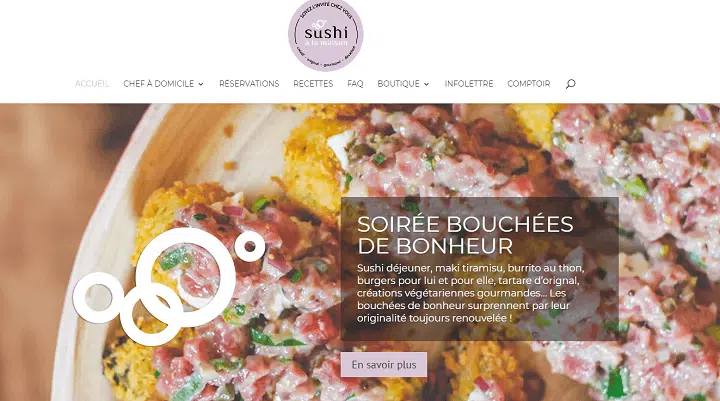 SOYEZ L'INVITÉ CHEZ VOUS
sushi
à la maison
ACCUEIL CHEF À DOMICILE RÉSERVATIONS RECETTES FAQ BOUTIQUE INFOLETTRE COMPTOIR
SOIRÉE BOUCHÉES
DE BONHEUR
Sushi déjeuner, maki tiramisu, burrito au thon,
burgers pour lui et pour elle, tartare d'orignal,
créations végétariennes gourmandes... Les
bouchées de bonheur surprennent par leur
originalité toujours renouvelée !
En savoir plus